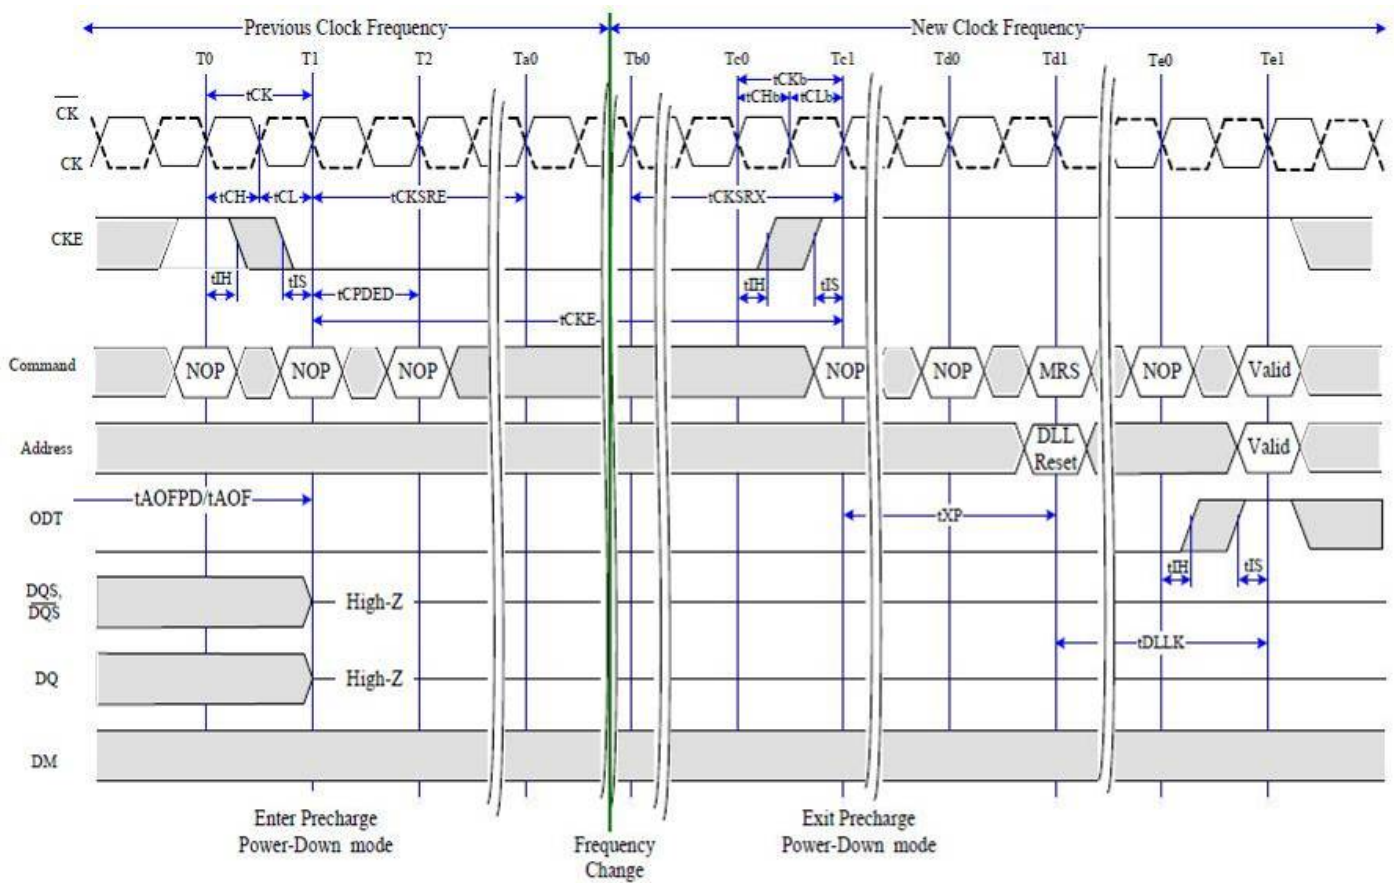 Previous Clock Frequency New Clock Frequency
T0 T1 T2 Ta0 Tb0 Tc0 Tc1 Td0 Td1 Te0 Te1
tCKb
tCK tCHb tCLb
CK
CK
tCH tCL tCKSRE tCKSRX
CKE
tIH tIS tCPDED tIH tIS
tCKE
Command NOP NOP NOP NOP NOP MRS NOP Valid
Address DLL Reset Valid
tAOFPD/tAOF
ODT tXP
tIH tIS
DQS, DQS High-Z
tDLLK
DQ High-Z
DM
Enter Precharge Power-Down mode
Frequency Change
Exit Precharge Power-Down mode